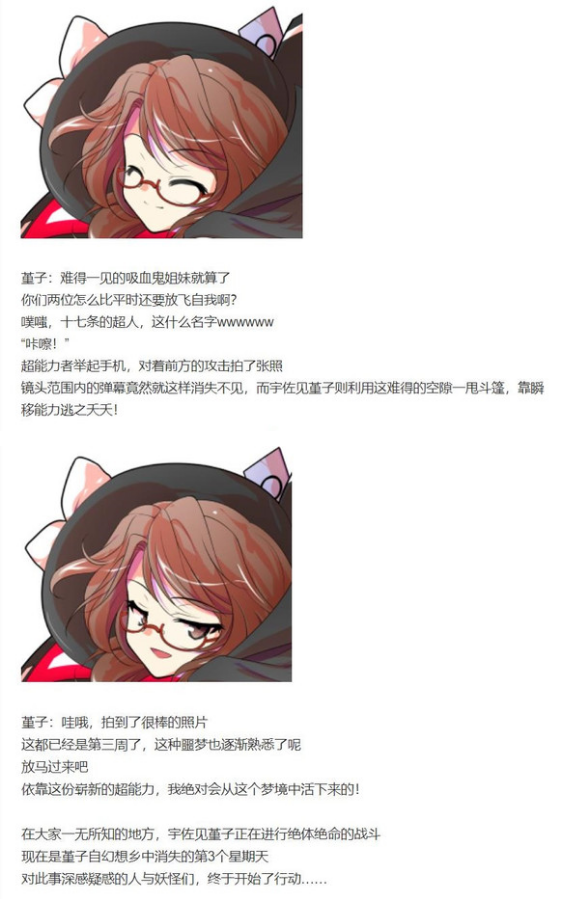 堇子：难得一见的吸血鬼姐妹就算了
你们两位怎么比平时还要放飞自我啊？
噗嗤，十七条的超人，这什么名字wwwwww
“咔嚓！”
超能力者举起手机，对着前方的攻击拍了张照
镜头范围内的弹幕竟然就这样消失不见，而宇佐见堇子则利用这难得的空隙一甩斗篷，靠瞬
移能力逃之夭夭！
堇子：哇哦，拍到了很棒的照片
这都已经是第三周了，这种噩梦也逐渐熟悉了呢
放马过来吧
依靠这份崭新的超能力，我绝对会从这个梦境中活下来的！
在大家一无所知的地方，宇佐见堇子正在进行绝体绝命的战斗
现在是堇子自幻想乡中消失的第3个星期天
对此事深感疑惑的人与妖怪们，终于开始了行动……